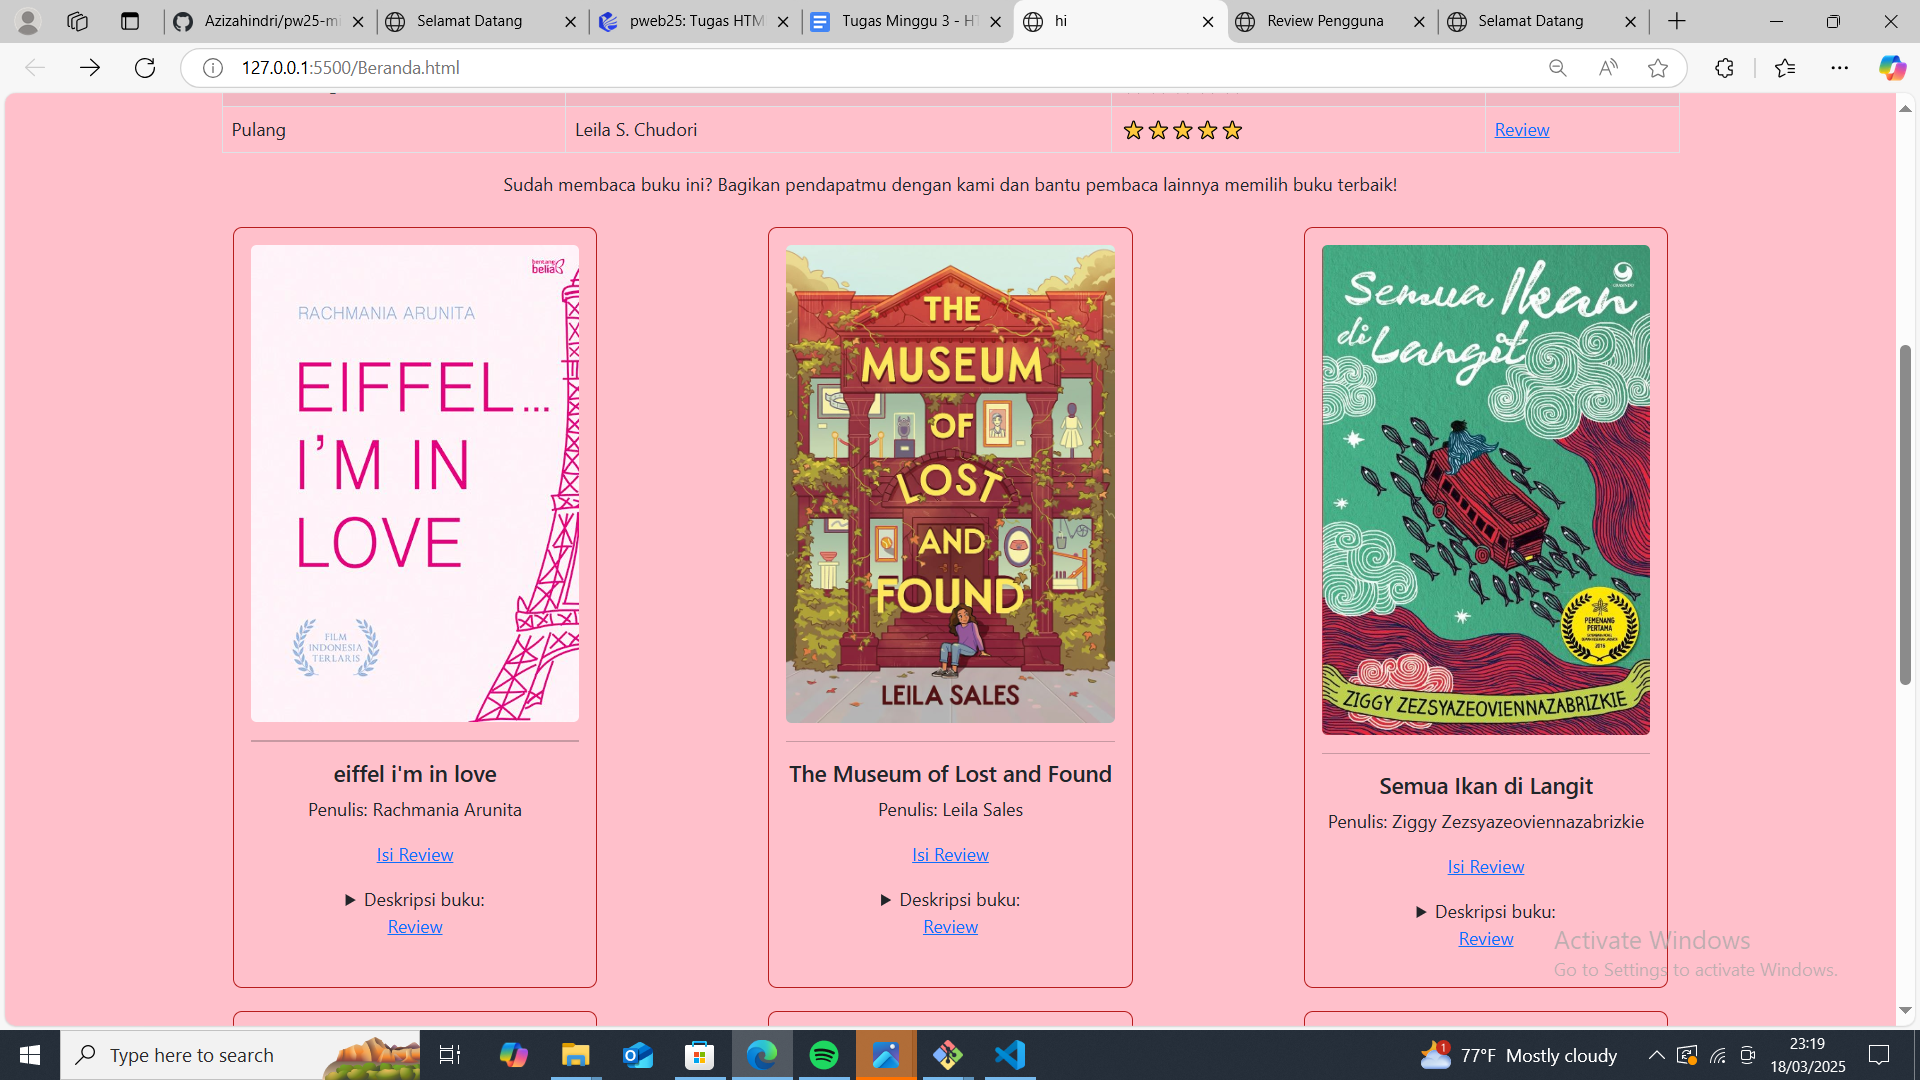 Azizahindri/pw25-mi
Selamat Datang
pweb25: Tugas HTM
Tugas Minggu 3 - HT
hi
Review Pengguna
Selamat Datang
127.0.0.1:5500/Beranda.html
Pulang
Leila S. Chudori
Review
Sudah membaca buku ini? Bagikan pendapatmu dengan kami dan bantu pembaca lainnya memilih buku terbaik!
bentang
belia
RACHMANIA ARUNITA
EIFFEL...
I'M IN
LOVE
FILM
INDONESIA
TERLARIS
eiffel i'm in love
Penulis: Rachmania Arunita
Isi Review
Deskripsi buku:
Review
THE
MUSEUM
OF
LOST
AND
FOUND
LEILA SALES
The Museum of Lost and Found
Penulis: Leila Sales
Isi Review
Deskripsi buku:
Review
Semua Ikan
di Langit
PEMENANG
PERTAMA
2016
ZIGGY ZEZSYAZEOVIENNAZABRIZKIE
Semua Ikan di Langit
Penulis: Ziggy Zezsyazeoviennazabrizkie
Isi Review
Deskripsi buku:
Review
Activate Windows
Go to Settings to activate Windows.
Type here to search
1
77°F Mostly cloudy
23:19
18/03/2025